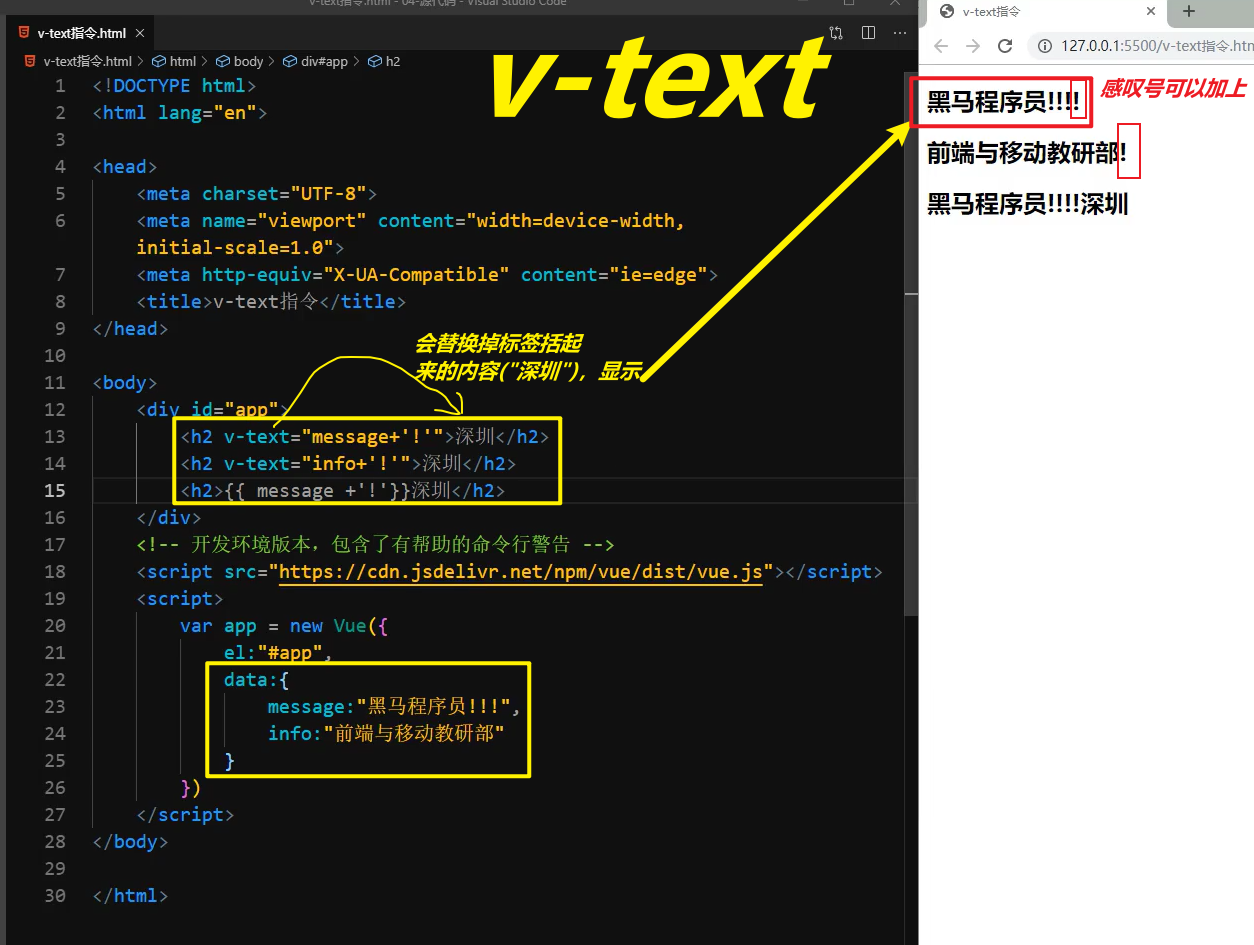 v-text指令.html - 04-源代码 - Visual Studio Code
v-text指令.html
v-text指令.html > html > body > div#app > h2
v-text
1 <!DOCTYPE html>
2 <html lang="en">
3
4 <head>
5 <meta charset="UTF-8">
6 <meta name="viewport" content="width=device-width,
initial-scale=1.0">
7 <meta http-equiv="X-UA-Compatible" content="ie=edge">
8 <title>v-text指令</title>
9 </head>
10
会替换掉标签括起
来的内容("深圳"), 显示
11 <body>
12 <div id="app">
13 <h2 v-text="message+'!'">深圳</h2>
14 <h2 v-text="info+'!'">深圳</h2>
15 <h2>{{ message +'!'}}深圳</h2>
16 </div>
17 <!-- 开发环境版本，包含了有帮助的命令行警告 -->
18 <script src="https://cdn.jsdelivr.net/npm/vue/dist/vue.js"></script>
19 <script>
20 var app = new Vue({
21 el:"#app",
22 data:{
23 message:"黑马程序员!!!",
24 info:"前端与移动教研部"
25 }
26 })
27 </script>
28 </body>
29
30 </html>
v-text指令
127.0.0.1:5500/v-text指令.htm
黑马程序员!!!!
感叹号可以加上
前端与移动教研部!
黑马程序员!!!!深圳